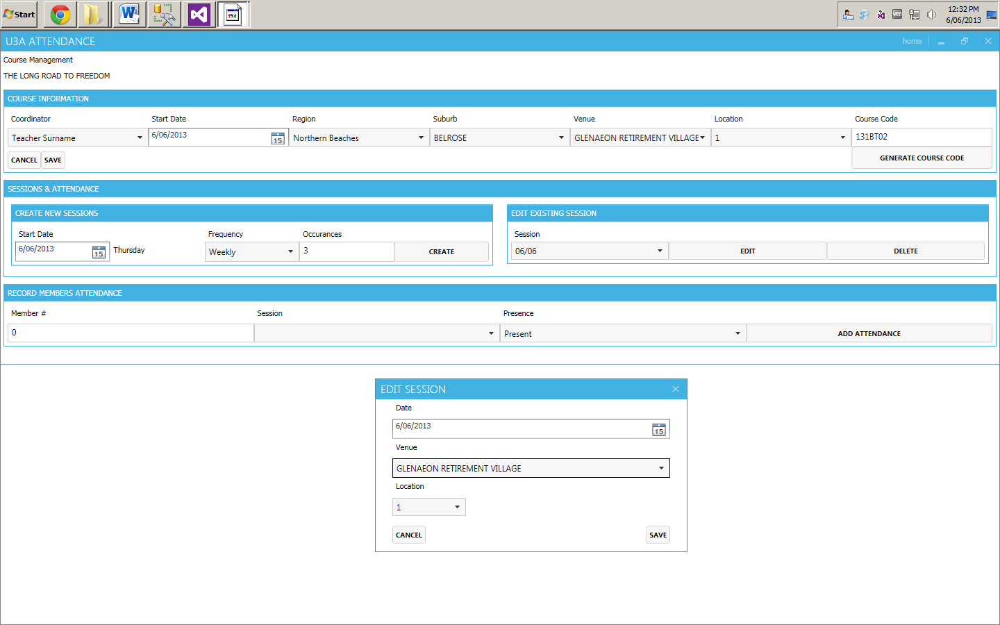 Start
12:32 PM
6/06/2013
vm
U3A ATTENDANCE
home
Course Management
THE LONG ROAD TO FREEDOM
COURSE INFORMATION
Coordinator Start Date Region Suburb Venue Location Course Code
Teacher Surname 6/06/2013 15 Northern Beaches BELROSE GLENAEON RETIREMENT VILLAGE 1 131BT02
CANCEL SAVE GENERATE COURSE CODE
SESSIONS & ATTENDANCE
CREATE NEW SESSIONS
Start Date Frequency Occurances
6/06/2013 15 Thursday Weekly 3 CREATE
EDIT EXISTING SESSION
Session
06/06 EDIT DELETE
RECORD MEMBERS ATTENDANCE
Member # Session Presence
0 Present ADD ATTENDANCE
EDIT SESSION
Date
6/06/2013 15
Venue
GLENAEON RETIREMENT VILLAGE
Location
1
CANCEL SAVE